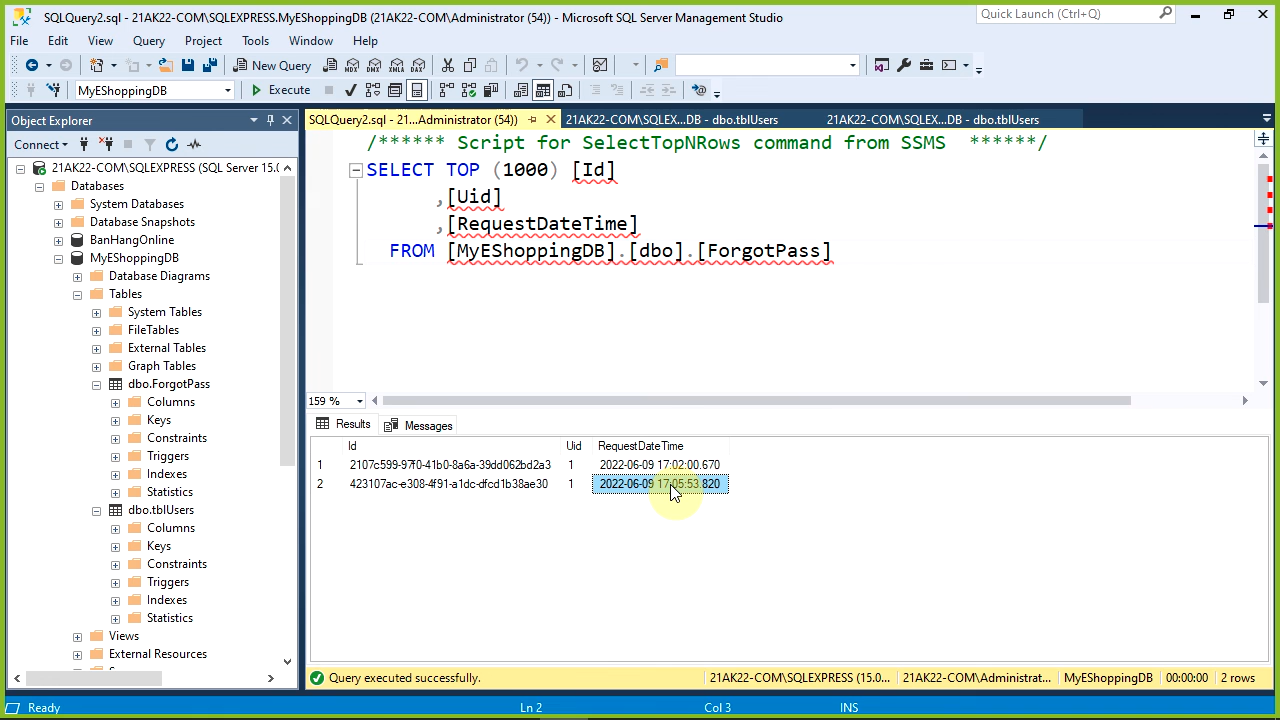 SQLQuery2.sql - 21AK22-COM\SQLEXPRESS.MyEShoppingDB (21AK22-COM\Administrator (54)) - Microsoft SQL Server Management Studio
Quick Launch (Ctrl+Q)
File Edit View Query Project Tools Window Help
New Query
MDX DMX XMLA DAX
MyEShoppingDB
Execute
Object Explorer
SQLQuery2.sql - 21...Administrator (54))
21AK22-COM\SQLEX...DB - dbo.tblUsers
21AK22-COM\SQLEX...DB - dbo.tblUsers
Connect
21AK22-COM\SQLEXPRESS (SQL Server 15.(
Databases
System Databases
Database Snapshots
BanHangOnline
MyEShoppingDB
Database Diagrams
Tables
System Tables
FileTables
External Tables
Graph Tables
dbo.ForgotPass
Columns
Keys
Constraints
Triggers
Indexes
Statistics
dbo.tblUsers
Columns
Keys
Constraints
Triggers
Indexes
Statistics
Views
External Resources
/****** Script for SelectTopNRows command from SSMS  ******/
SELECT TOP (1000) [Id]
,[Uid]
,[RequestDateTime]
FROM [MyEShoppingDB].[dbo].[ForgotPass]
159 %
Results
Messages
Id Uid RequestDateTime
1 2107c599-97f0-41b0-8a6a-39dd062bd2a3 1 2022-06-09 17:02:00.670
2 423107ac-e308-4f91-a1dc-dfcd1b38ae30 1 2022-06-09 17:05:53.820
Query executed successfully.
21AK22-COM\SQLEXPRESS (15.0...
21AK22-COM\Administrat...
MyEShoppingDB
00:00:00
2 rows
Ready
Ln 2
Col 3
INS